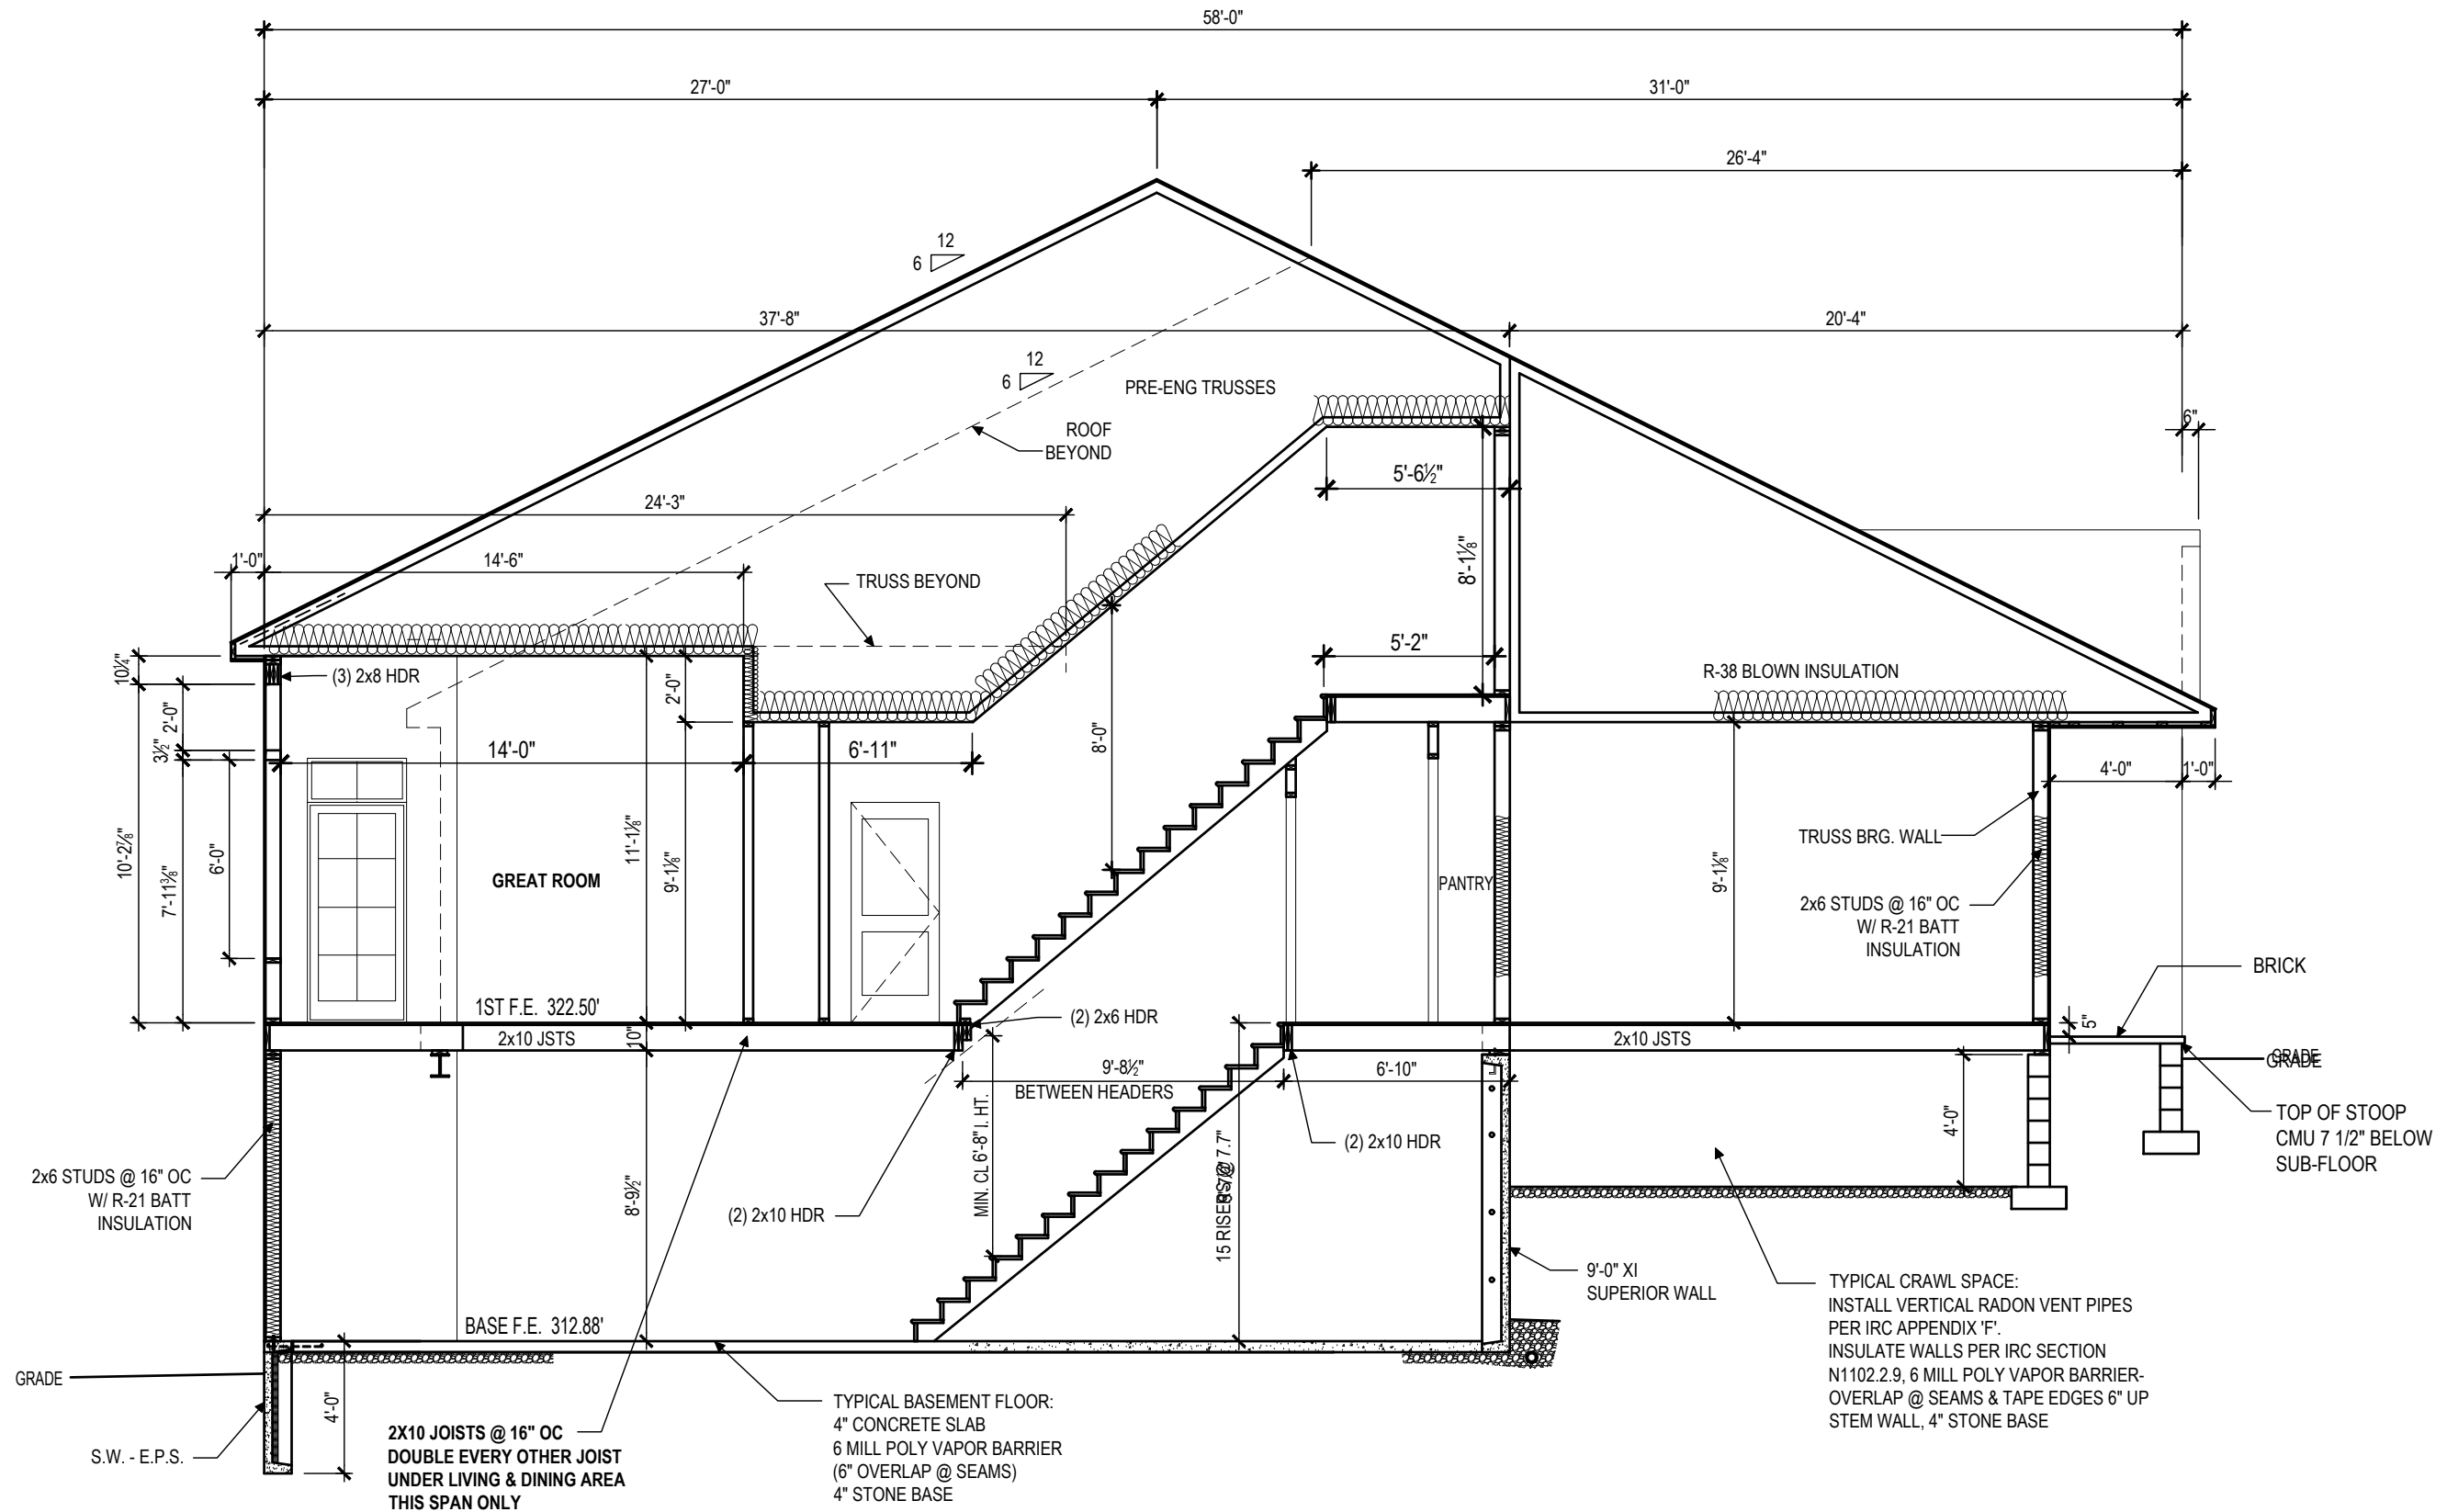 58'-0"
27'-0"
31'-0"
26'-4"
12
6
37'-8"
20'-4"
12
6
PRE-ENG TRUSSES
ROOF
BEYOND
6"
5'-6½"
24'-3"
1'-0"
14'-6"
8'-1⅛"
TRUSS BEYOND
10¼"
(3) 2x8 HDR
2'-0"
5'-2"
R-38 BLOWN INSULATION
2'-0"
3½"
14'-0"
6'-11"
8'-0"
4'-0"
1'-0"
10'-2⅞"
7'-11⅜"
6'-0"
11'-1⅛"
9'-1⅛"
9'-1⅛"
TRUSS BRG. WALL
GREAT ROOM
PANTRY
2x6 STUDS @ 16" OC
W/ R-21 BATT
INSULATION
BRICK
1ST F.E. 322.50'
(2) 2x6 HDR
5"
2x10 JSTS
10"
2x10 JSTS
GRADE
9'-8½"
BETWEEN HEADERS
6'-10"
TOP OF STOOP
CMU 7 1/2" BELOW
SUB-FLOOR
4'-0"
(2) 2x10 HDR
MIN. CL 6'-8" I. HT.
15 RISERS @ 7.7"
2x6 STUDS @ 16" OC
W/ R-21 BATT
INSULATION
8'-9½"
(2) 2x10 HDR
9'-0" XI
SUPERIOR WALL
TYPICAL CRAWL SPACE:
INSTALL VERTICAL RADON VENT PIPES
PER IRC APPENDIX 'F'.
INSULATE WALLS PER IRC SECTION
N1102.2.9, 6 MILL POLY VAPOR BARRIER-
OVERLAP @ SEAMS & TAPE EDGES 6" UP
STEM WALL, 4" STONE BASE
BASE F.E. 312.88'
GRADE
4'-0"
S.W. - E.P.S.
2X10 JOISTS @ 16" OC
DOUBLE EVERY OTHER JOIST
UNDER LIVING & DINING AREA
THIS SPAN ONLY
TYPICAL BASEMENT FLOOR:
4" CONCRETE SLAB
6 MILL POLY VAPOR BARRIER
(6" OVERLAP @ SEAMS)
4" STONE BASE